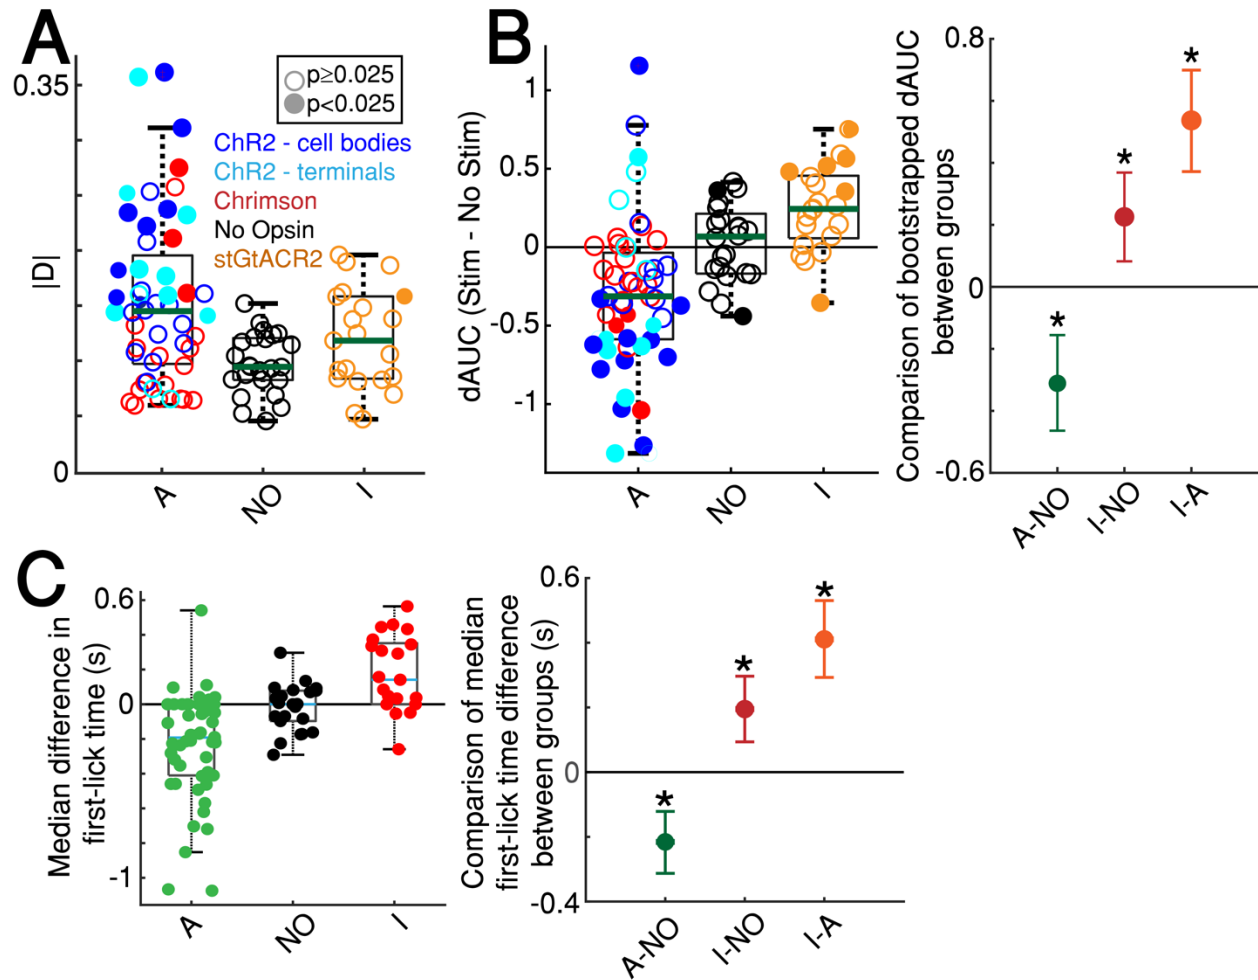 A
|D|
0.35
0
p≥0.025
p<0.025
ChR2 - cell bodies
ChR2 - terminals
Chrimson
No Opsin
stGtACR2
A
NO
I
B
dAUC (Stim - No Stim)
1
0.5
0
-0.5
-1
A
NO
I
Comparison of bootstrapped dAUC
between groups
0.8
0
-0.6
*
*
*
A-NO
I-NO
I-A
C
Median difference in
first-lick time (s)
0.6
0
-1
A
NO
I
Comparison of median
first-lick time difference
between groups (s)
0.6
0
-0.4
*
*
*
A-NO
I-NO
I-A